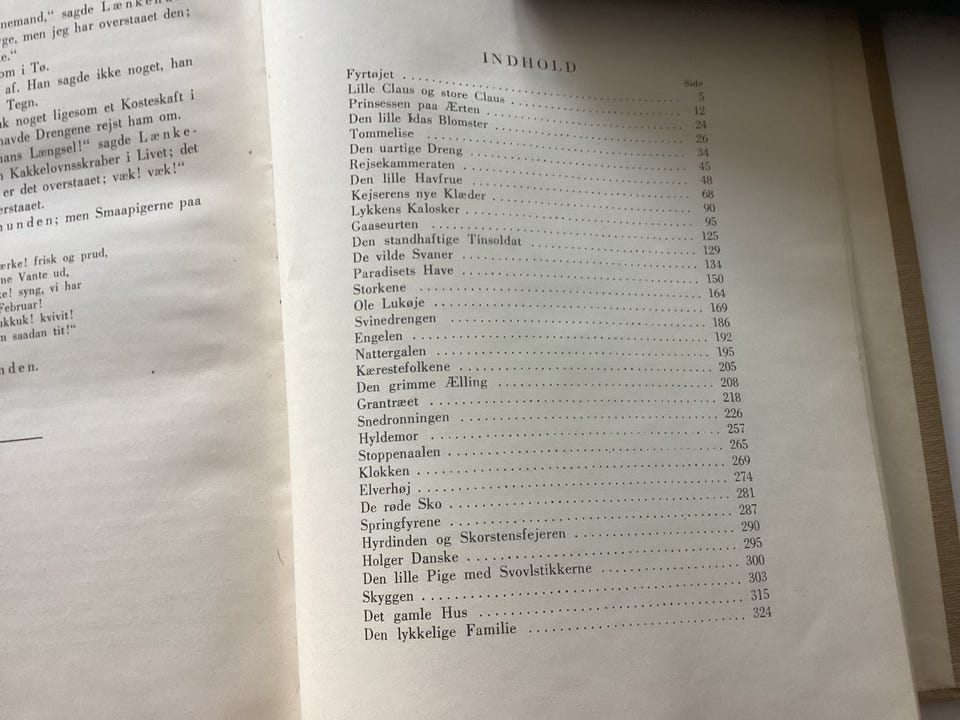 nemand,“ sagde
men jeg har overstaaet den;
om i Tø.
af. Han sagde ikke noget, han
Tegn.
noget ligesom et Kosteskaft i
havde Drengene rejst ham om.
Længsel!“ sagde Lænke-
Kakkelovnsskraber i Livet; det
er det overstaaet; væk! væk!“
erstaaet.
unden; men Smaapigerne paa
ærke! frisk og prud,
ne Vante ud,
ke! syng, vi har
Februar!
ukkuk! kvivit!
m saadan tit!“
nden.
INDHOLD
Side
Fyrtøjet 5
Lille Claus og store Claus 12
Prinsessen paa Ærten 24
Den lille Idas Blomster 26
Tommelise 34
Den uartige Dreng 45
Rejsekammeraten 48
Den lille Havfrue 68
Kejserens nye Klæder 90
Lykkens Kalosker 95
Gaaseurten 125
Den standhaftige Tinsoldat 129
De vilde Svaner 134
Paradisets Have 150
Storkene 164
Ole Lukøje 169
Svinedrengen 186
Engelen 192
Nattergalen 195
Kærestefolkene 205
Den grimme Ælling 208
Grantræet 218
Snedronningen 226
Hyldemor 257
Stoppenaalen 265
Klokken 269
Elverhøj 274
De røde Sko 281
Springfyrene 287
Hyrdinden og Skorstensfejeren 290
Holger Danske 295
Den lille Pige med Svovlstikkerne 300
Skyggen 303
Det gamle Hus 315
Den lykkelige Familie 324